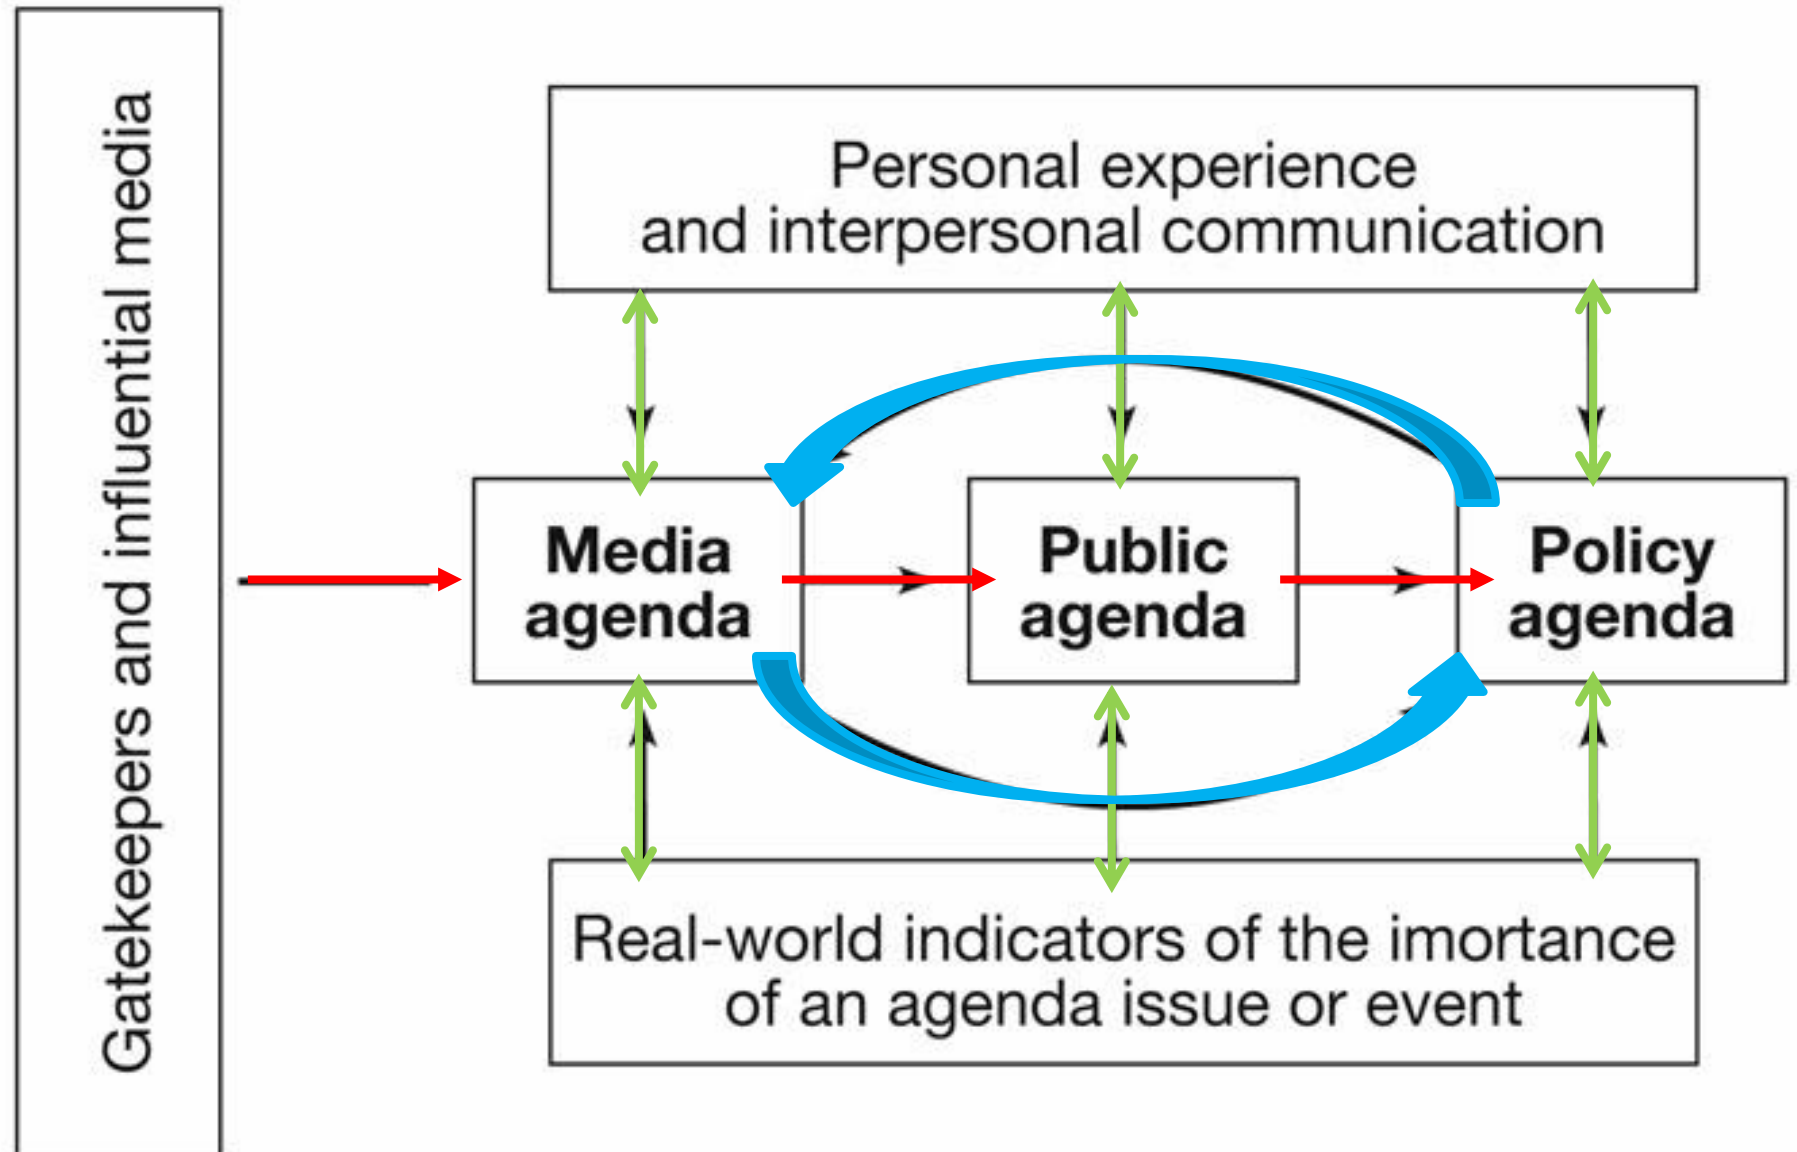 Gatekeepers and influential media
Personal experience
and interpersonal communication
Media
agenda
Public
agenda
Policy
agenda
Real-world indicators of the imortance
of an agenda issue or event